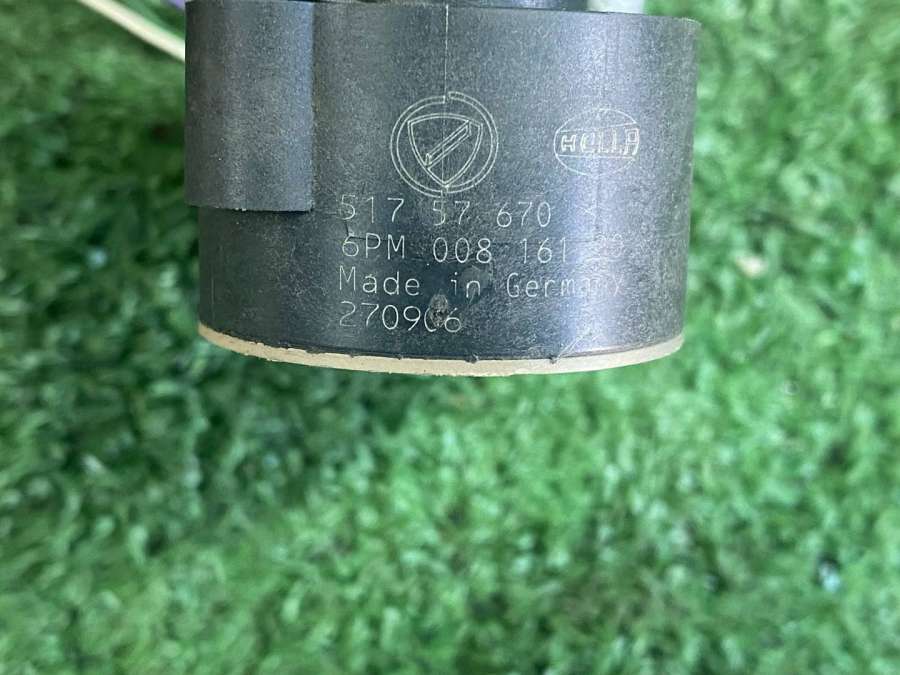 HELLA
517 57 670
6PM 008 161
Made in Germany
270906